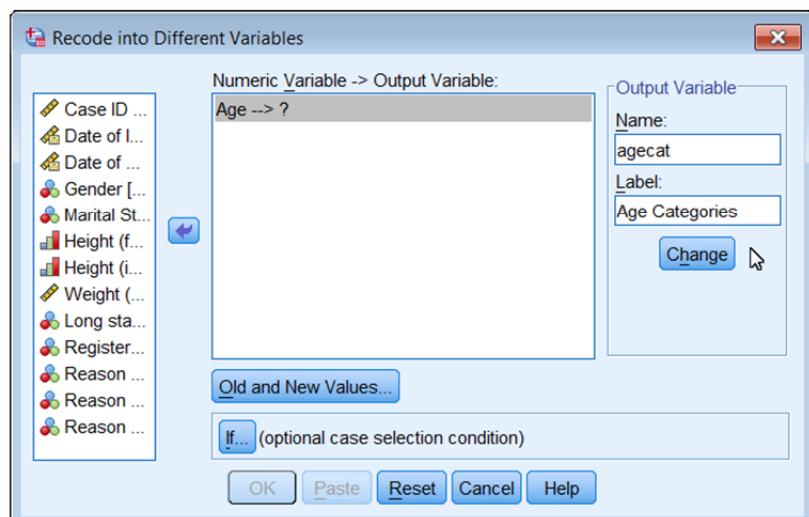 Recode into Different Variables
Numeric Variable -> Output Variable:
Case ID ...
Date of I...
Date of ...
Gender [...
Marital St...
Height (f...
Height (i...
Weight (...
Long sta...
Register...
Reason ...
Reason ...
Reason ...
Age --> ?
Output Variable
Name:
agecat
Label:
Age Categories
Change
Old and New Values...
If... (optional case selection condition)
OK Paste Reset Cancel Help